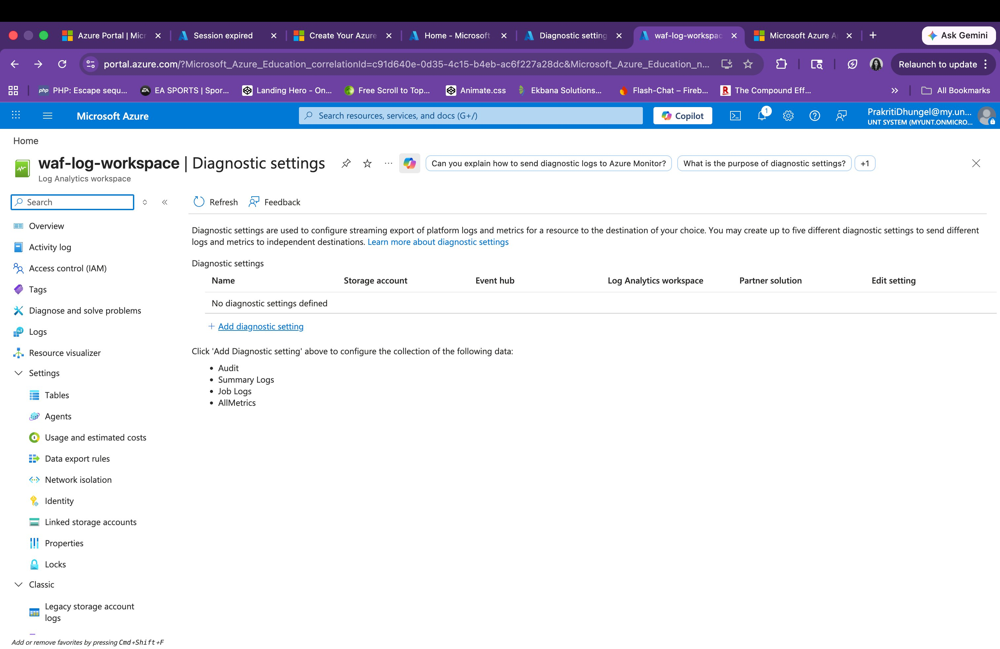 Azure Portal | Micr
Session expired
Create Your Azure
Home - Microsoft
Diagnostic setting
waf-log-workspac
Microsoft Azure A
Ask Gemini
portal.azure.com/?Microsoft_Azure_Education_correlationId=c91d640e-0d35-4c15-b4eb-ac6f227a28dc&Microsoft_Azure_Education_n...
Relaunch to update
php PHP: Escape sequ...
EA EA SPORTS | Spor...
Landing Hero - On...
Free Scroll to Top...
Animate.css
Ekbana Solutions...
Flash-Chat – Fireb...
R The Compound Eff...
All Bookmarks
Microsoft Azure
Search resources, services, and docs (G+/)
Copilot
1
PrakritiDhungel@my.un...
UNT SYSTEM (MYUNT.ONMICRO...
Home
waf-log-workspace | Diagnostic settings
Can you explain how to send diagnostic logs to Azure Monitor?
What is the purpose of diagnostic settings?
+1
Log Analytics workspace
Search
Refresh
Feedback
Overview
Activity log
Access control (IAM)
Tags
Diagnose and solve problems
Logs
Resource visualizer
Settings
Tables
Agents
Usage and estimated costs
Data export rules
Network isolation
Identity
Linked storage accounts
Properties
Locks
Classic
Legacy storage account
logs
Add or remove favorites by pressing Cmd+Shift+F
Diagnostic settings are used to configure streaming export of platform logs and metrics for a resource to the destination of your choice. You may create up to five different diagnostic settings to send different
logs and metrics to independent destinations. Learn more about diagnostic settings
Diagnostic settings
Name Storage account Event hub Log Analytics workspace Partner solution Edit setting
No diagnostic settings defined
+ Add diagnostic setting
Click 'Add Diagnostic setting' above to configure the collection of the following data:
• Audit
• Summary Logs
• Job Logs
• AllMetrics